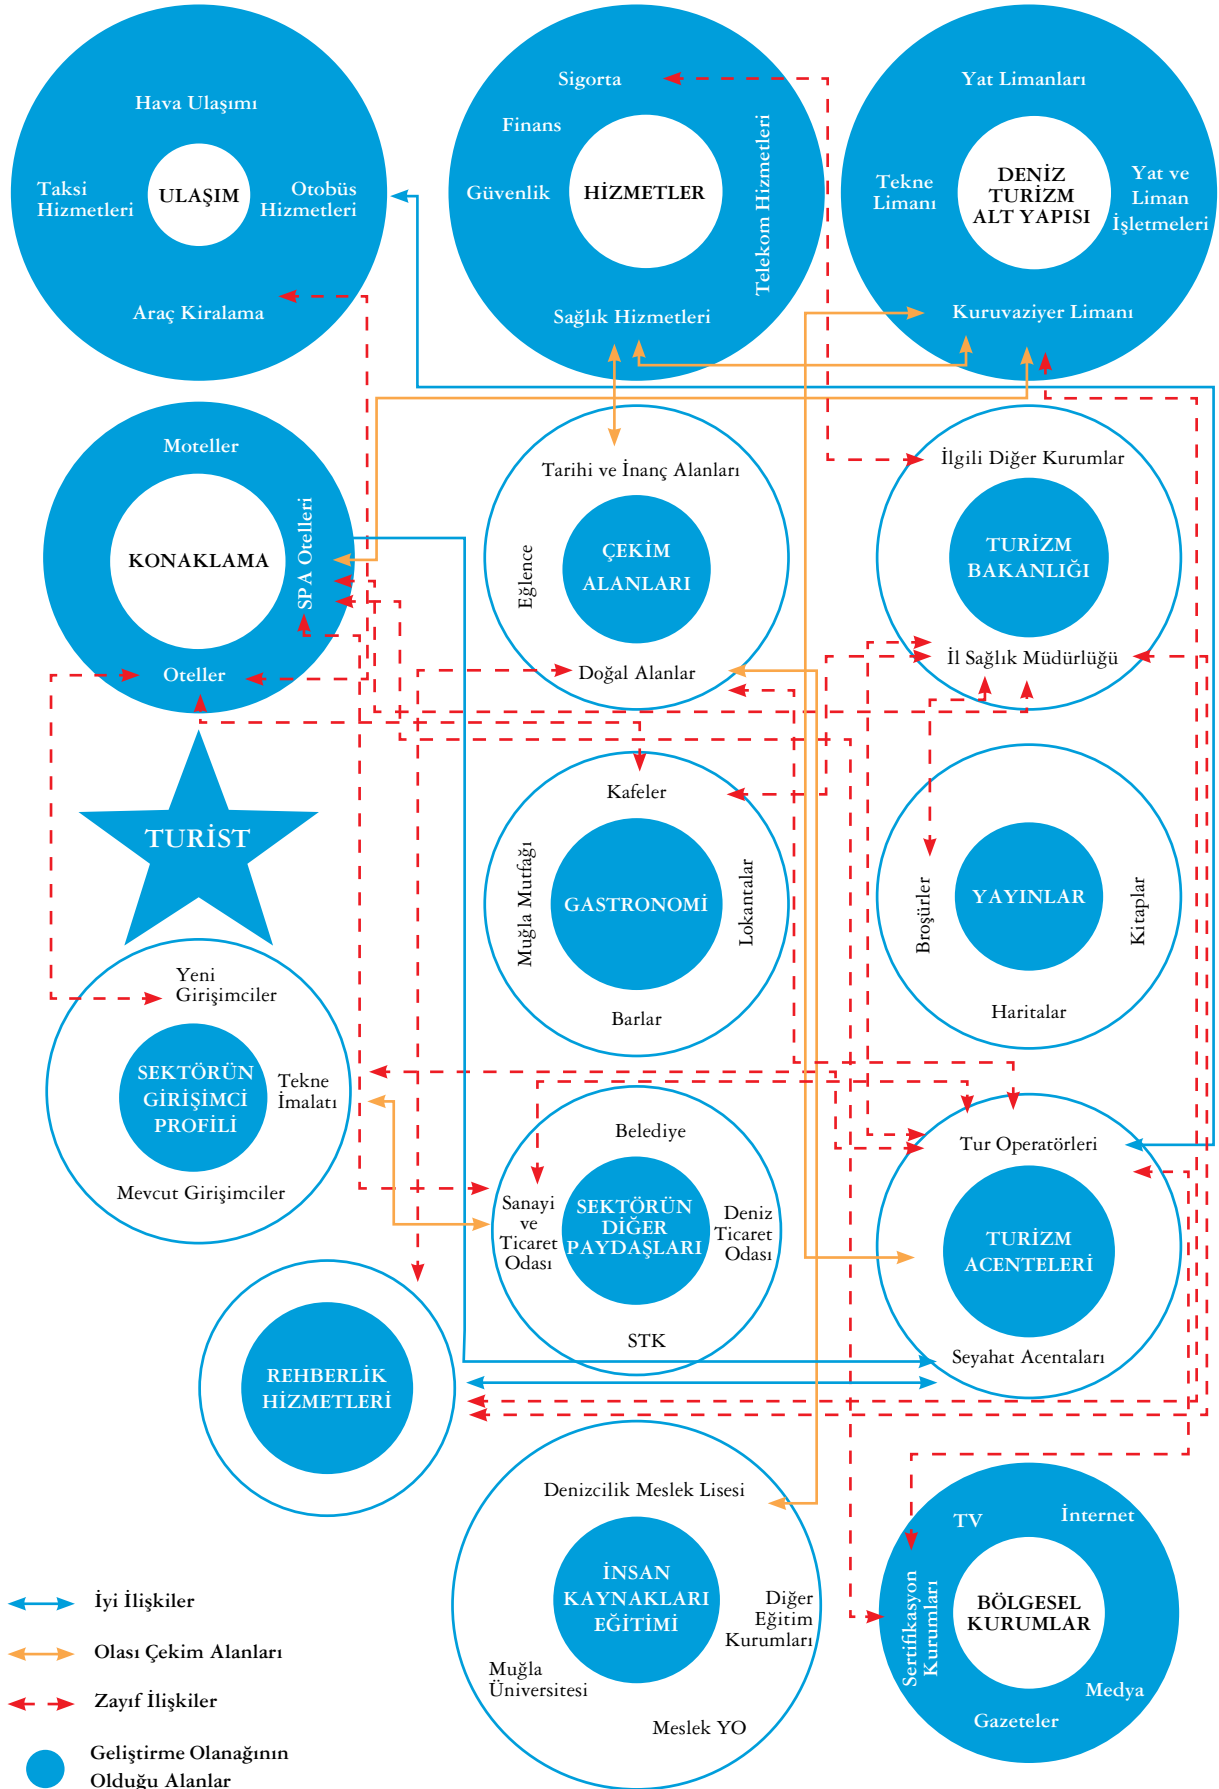 Hava Ulaşımı
Taksi
Hizmetleri
ULAŞIM
Otobüs
Hizmetleri
Araç Kiralama
Sigorta
Finans
Güvenlik
HİZMETLER
Telekom Hizmetleri
Sağlık Hizmetleri
Yat Limanları
Tekne
Limanı
DENİZ
TURİZM
ALT YAPISI
Yat ve
Liman
İşletmeleri
Kuruvaziyer Limanı
Moteller
KONAKLAMA
SPA Otelleri
Oteller
Tarihi ve İnanç Alanları
Eğlence
ÇEKİM
ALANLARI
Doğal Alanlar
İlgili Diğer Kurumlar
TURİZM
BAKANLIĞI
İl Sağlık Müdürlüğü
TURİST
Kafeler
Muğla Mutfağı
GASTRONOMİ
Lokantalar
Barlar
Broşürler
YAYINLAR
Kitaplar
Haritalar
Yeni
Girişimciler
SEKTÖRÜN
GİRİŞİMCİ
PROFİLİ
Tekne
İmalatı
Mevcut Girişimciler
Belediye
Sanayi
ve
Ticaret
Odası
SEKTÖRÜN
DİĞER
PAYDAŞLARI
Deniz
Ticaret
Odası
STK
Tur Operatörleri
TURİZM
ACENTELERİ
Seyahat Acentaları
REHBERLİK
HİZMETLERİ
Denizcilik Meslek Lisesi
İNSAN
KAYNAKLARI
EĞİTİMİ
Diğer
Eğitim
Kurumları
Muğla
Üniversitesi
Meslek YO
TV
İnternet
Sertifikasyon
Kurumları
BÖLGESEL
KURUMLAR
Medya
Gazeteler
İyi İlişkiler
Olası Çekim Alanları
Zayıf İlişkiler
Geliştirme Olanağının
Olduğu Alanlar